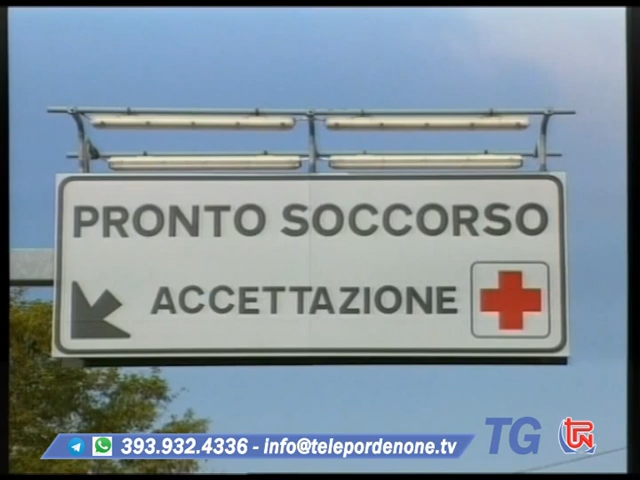 PRONTO SOCCORSO
ACCETTAZIONE
393.932.4336 - info@telepordenone.tv
TG